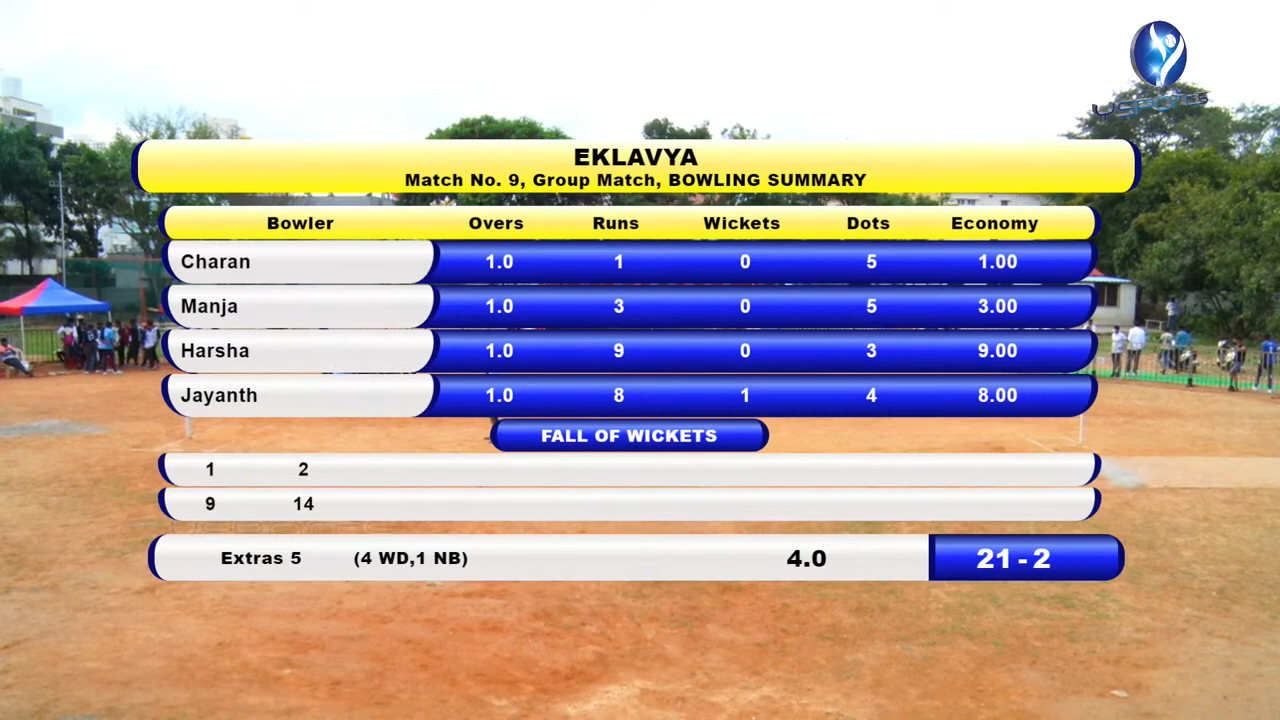 USPORTS
EKLAVYA
Match No. 9, Group Match, BOWLING SUMMARY
Bowler Overs Runs Wickets Dots Economy
Charan 1.0 1 0 5 1.00
Manja 1.0 3 0 5 3.00
Harsha 1.0 9 0 3 9.00
Jayanth 1.0 8 1 4 8.00
FALL OF WICKETS
1 2
9 14
Extras 5 (4 WD,1 NB) 4.0 21 - 2